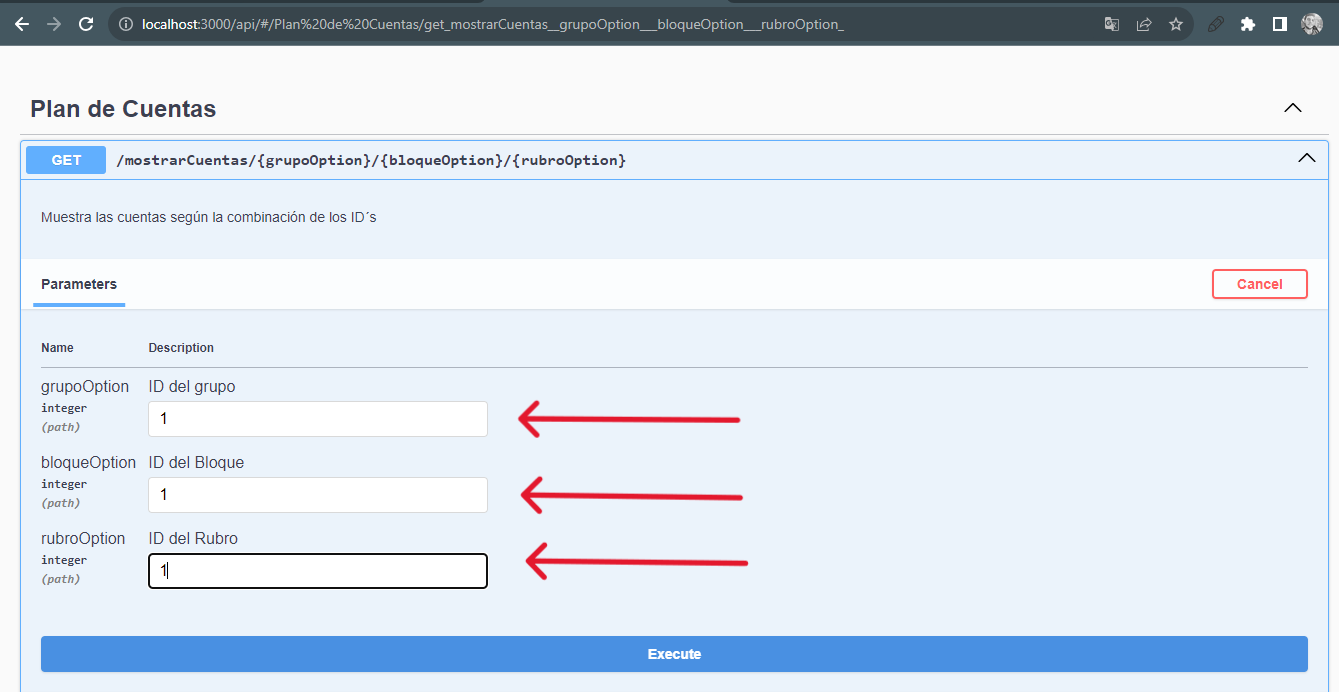 localhost:3000/api/#/Plan%20de%20Cuentas/get_mostrarCuentas__grupoOption___bloqueOption___rubroOption_
Plan de Cuentas
GET /mostrarCuentas/{grupoOption}/{bloqueOption}/{rubroOption}
Muestra las cuentas según la combinación de los ID´s
Parameters Cancel
Name Description
grupoOption ID del grupo
integer
(path)
1
bloqueOption ID del Bloque
integer
(path)
1
rubroOption ID del Rubro
integer
(path)
1
Execute